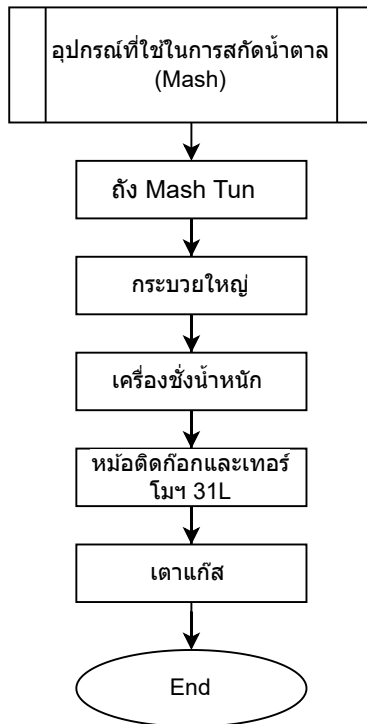 อุปกรณ์ที่ใช้ในการสกัดน้ำตาล
(Mash)
ถัง Mash Tun
กระบวยใหญ่
เครื่องชั่งน้ำหนัก
หม้อติดก๊อกและเทอร์
โมฯ 31L
เตาแก๊ส
End